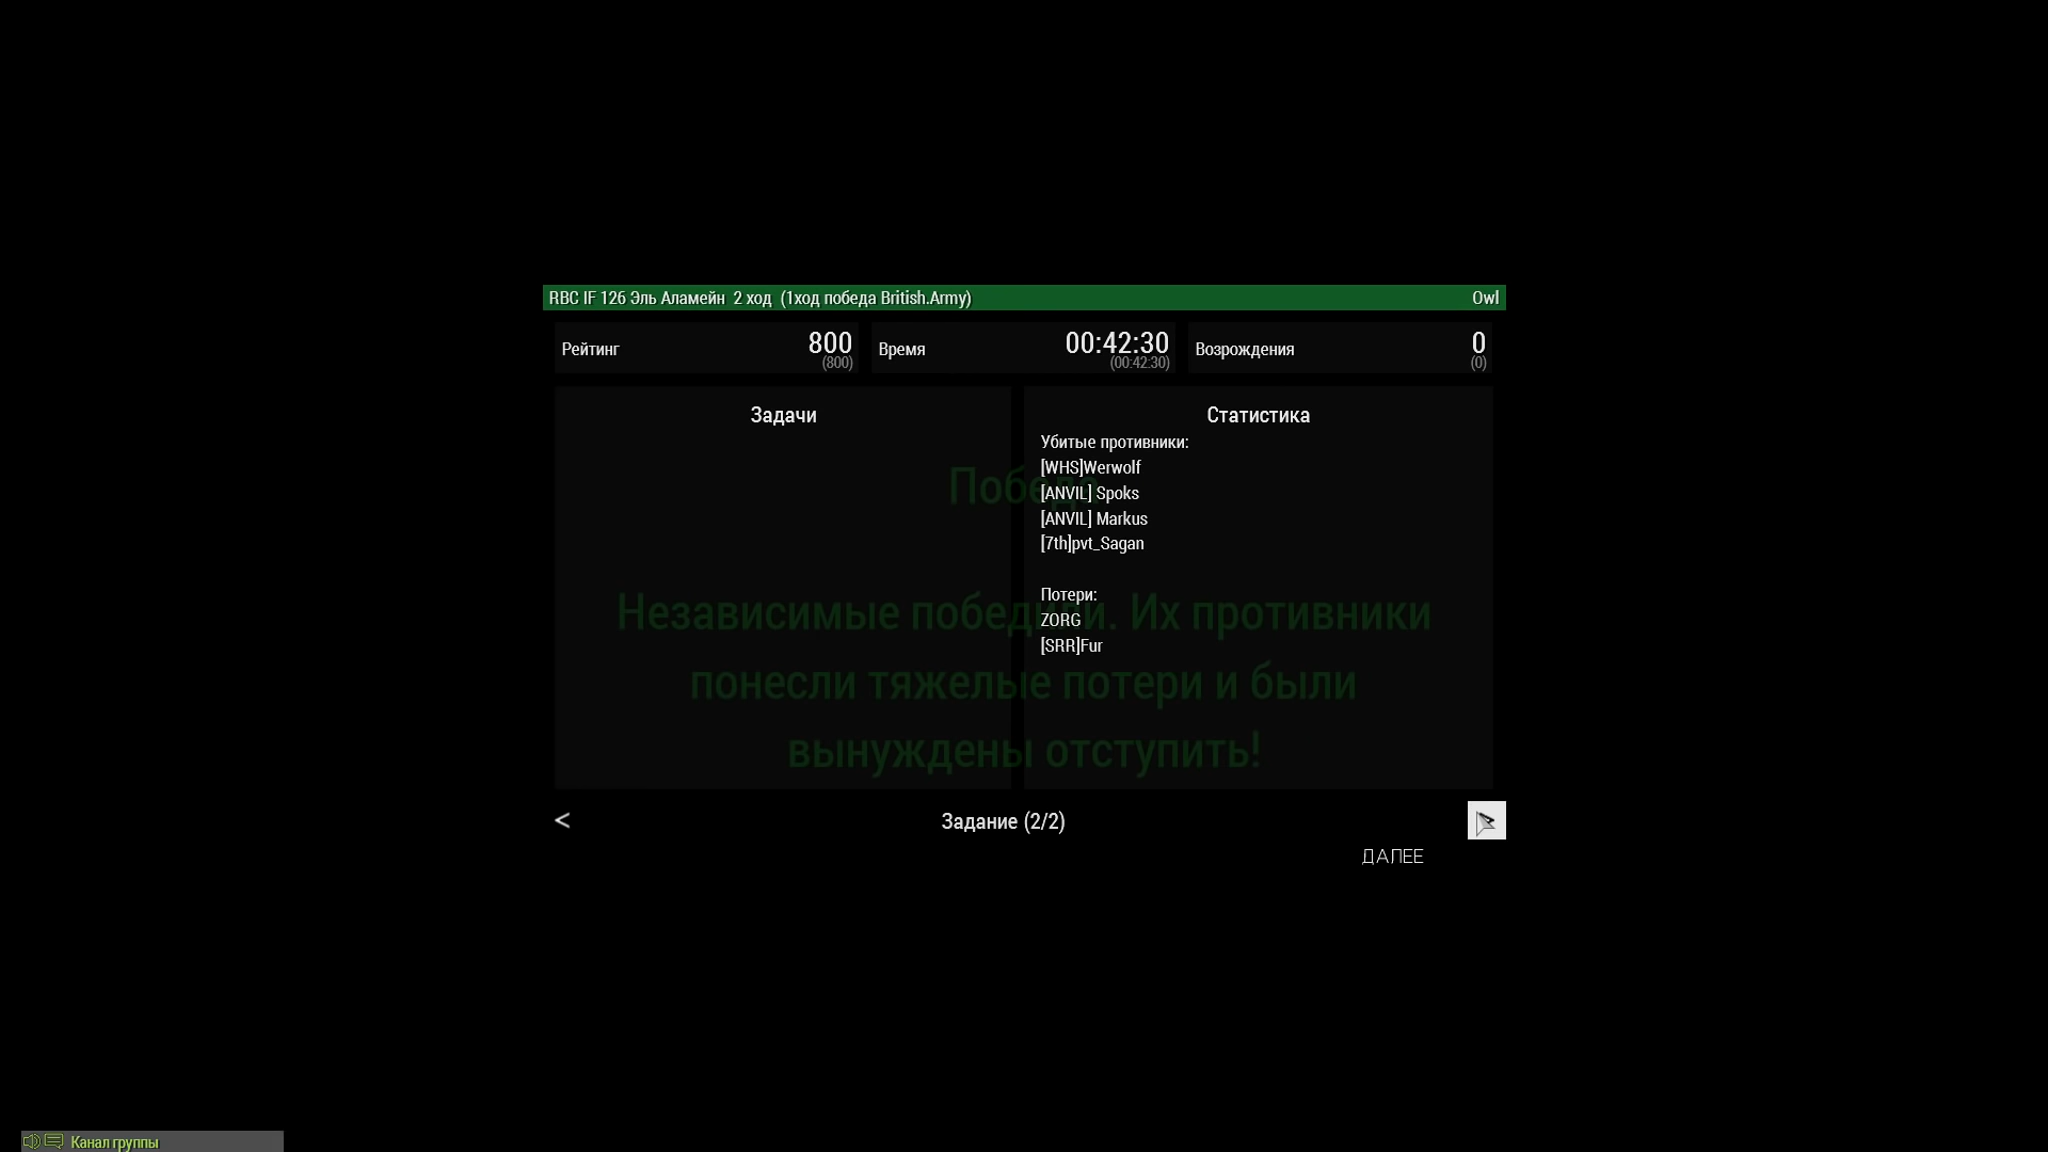 RBC IF 126 Эль Аламейн 2 ход (1ход победа British.Army)
Owl
Рейтинг
800
(800)
Время
00:42:30
(00:42:30)
Возрождения
0
(0)
Задачи
Статистика
Убитые противники:
[WHS]Werwolf
[ANVIL] Spoks
[ANVIL] Markus
[7th]pvt_Sagan
Потери:
ZORG
[SRR]Fur
Победа
Независимые победили. Их противники
понесли тяжелые потери и были
вынуждены отступить!
<
Задание (2/2)
ДАЛЕЕ
Канал группы